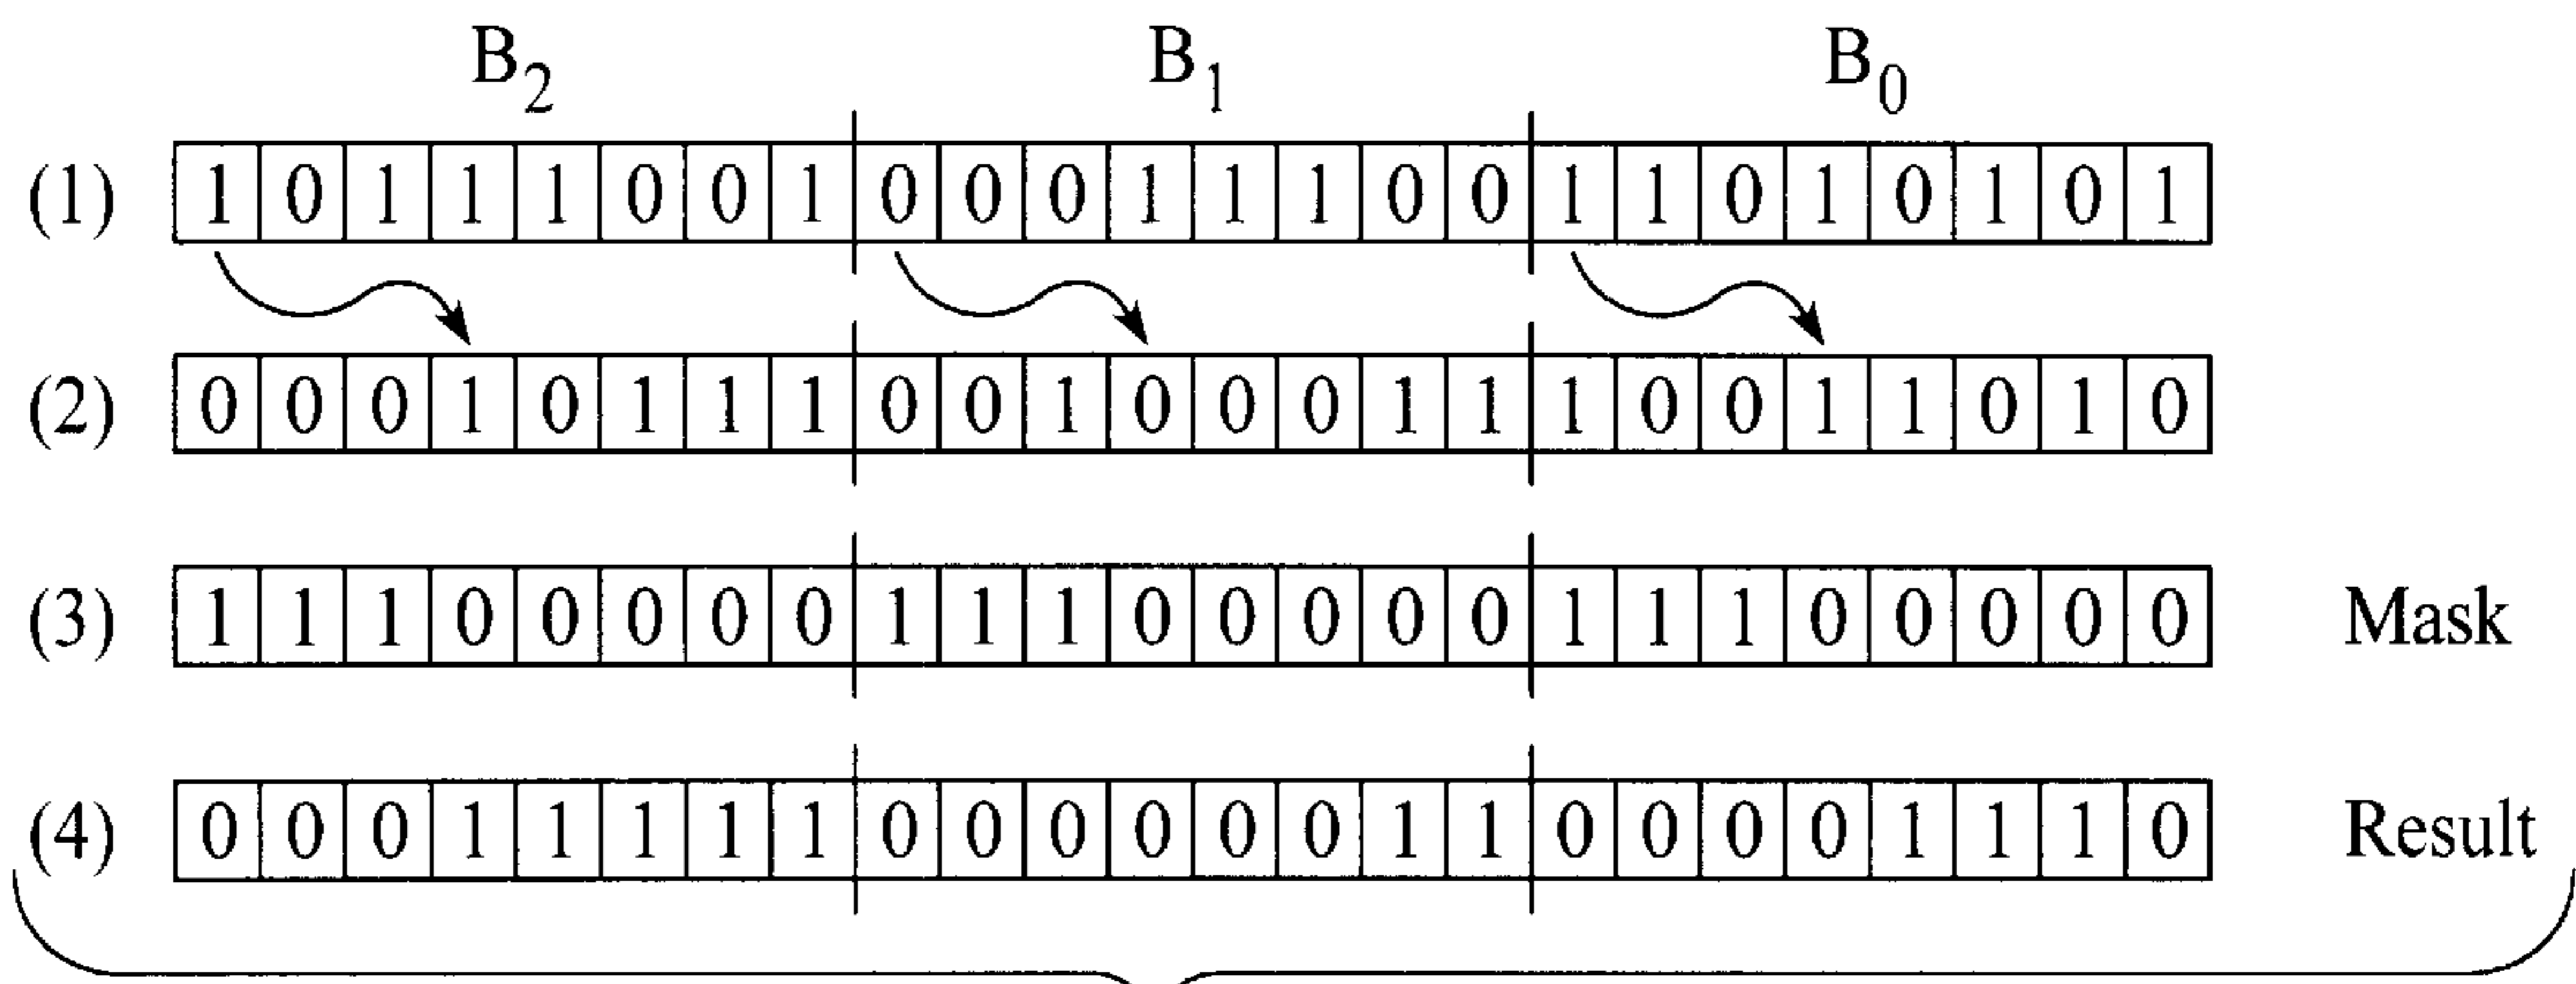 B2 B1 B0
(1) 1 0 1 1 1 0 0 1 0 0 0 1 1 1 0 0 1 1 0 1 0 1 0 1
(2) 0 0 0 1 0 1 1 1 0 0 1 0 0 0 1 1 1 0 0 1 1 0 1 0
(3) 1 1 1 0 0 0 0 0 1 1 1 0 0 0 0 0 1 1 1 0 0 0 0 0 Mask
(4) 0 0 0 1 1 1 1 1 0 0 0 0 0 0 1 1 0 0 0 0 1 1 1 0 Result